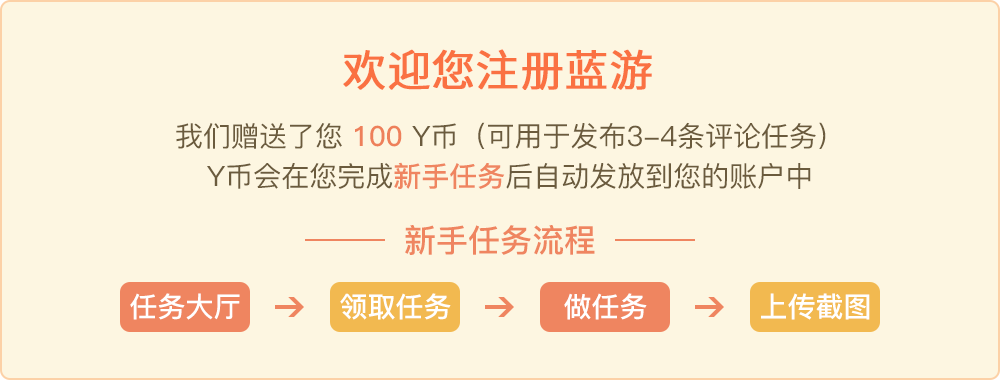 欢迎您注册蓝游
我们赠送了您 100 Y币（可用于发布3-4条评论任务）
Y币会在您完成新手任务后自动发放到您的账户中
新手任务流程
任务大厅 → 领取任务 → 做任务 → 上传截图